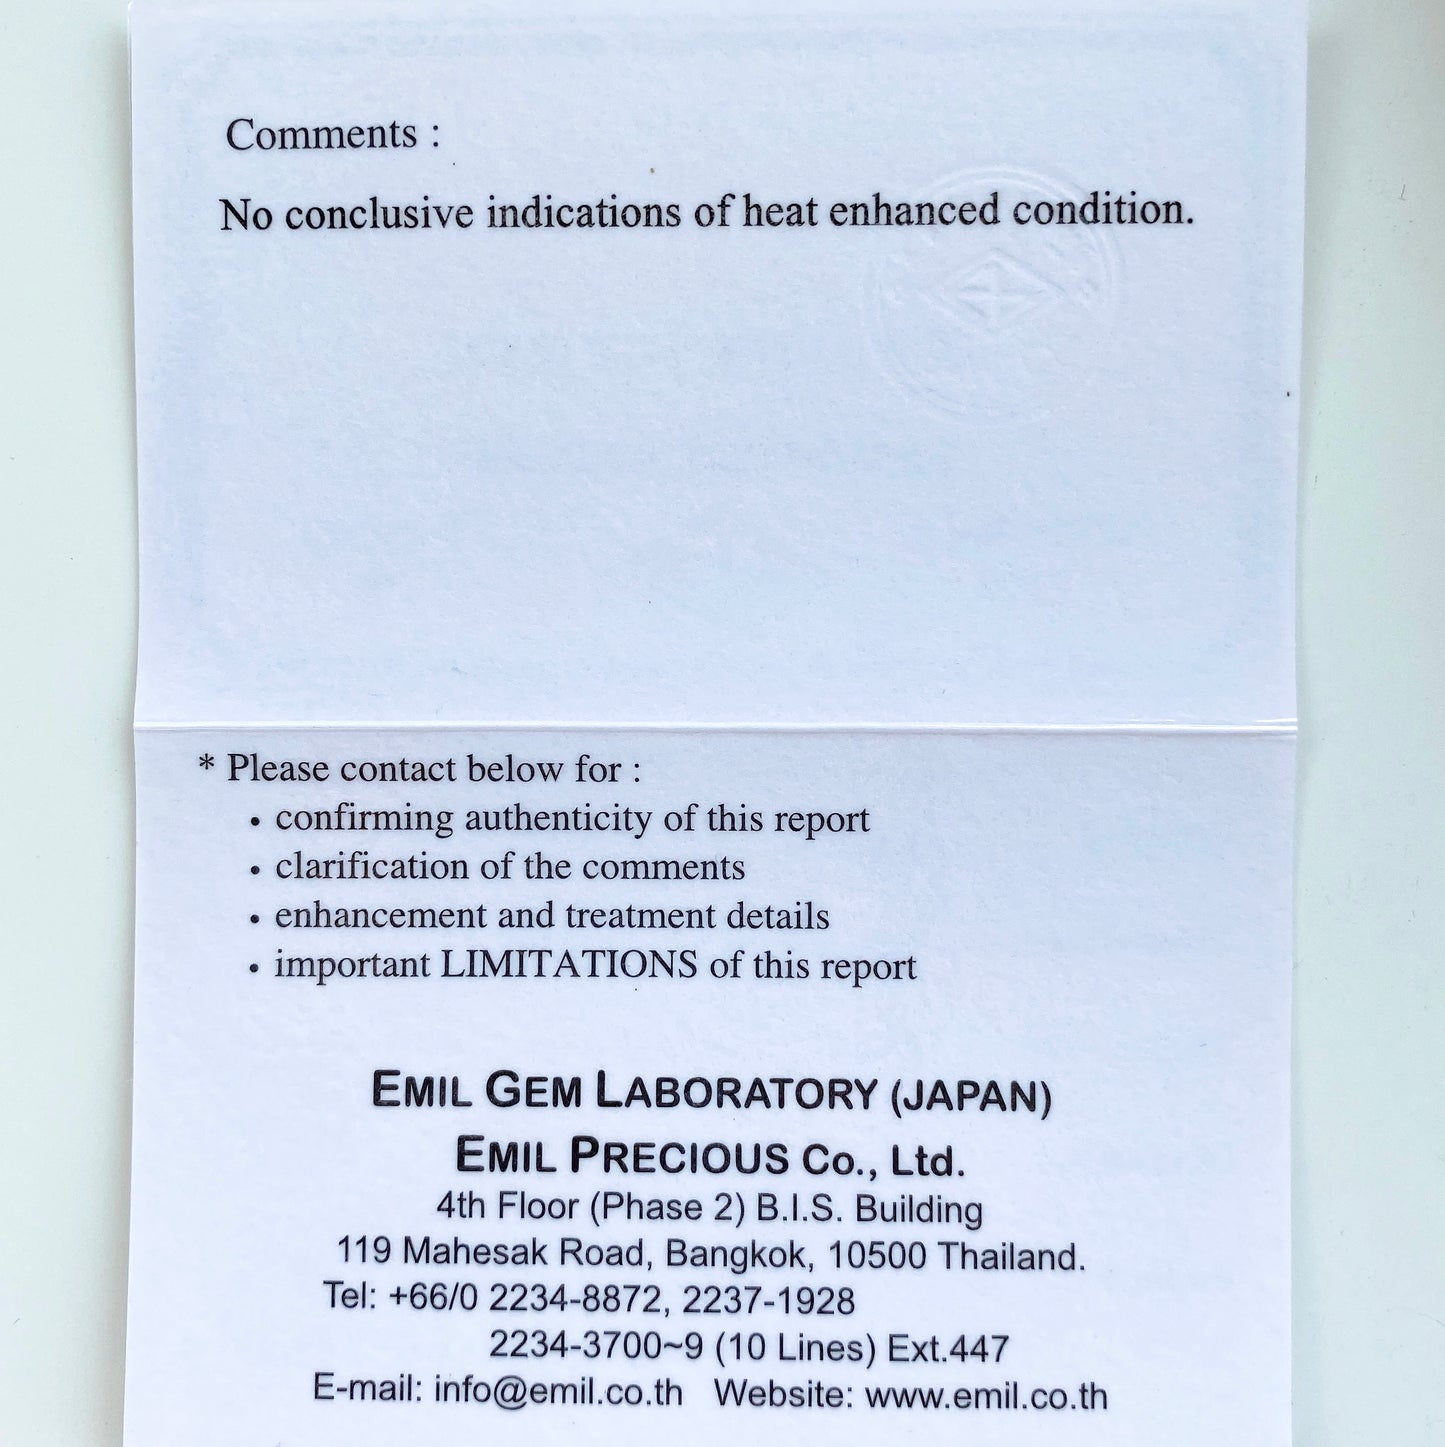 Comments :
No conclusive indications of heat enhanced condition.
* Please contact below for :
• confirming authenticity of this report
• clarification of the comments
• enhancement and treatment details
• important LIMITATIONS of this report
EMIL GEM LABORATORY (JAPAN)
EMIL PRECIOUS Co., Ltd.
4th Floor (Phase 2) B.I.S. Building
119 Mahesak Road, Bangkok, 10500 Thailand.
Tel: +66/0 2234-8872, 2237-1928
2234-3700~9 (10 Lines) Ext.447
E-mail: info@emil.co.th Website: www.emil.co.th